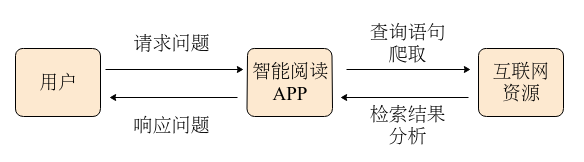 用户
请求问题
响应问题
智能阅读
APP
查询语句
爬取
检索结果
分析
互联网
资源